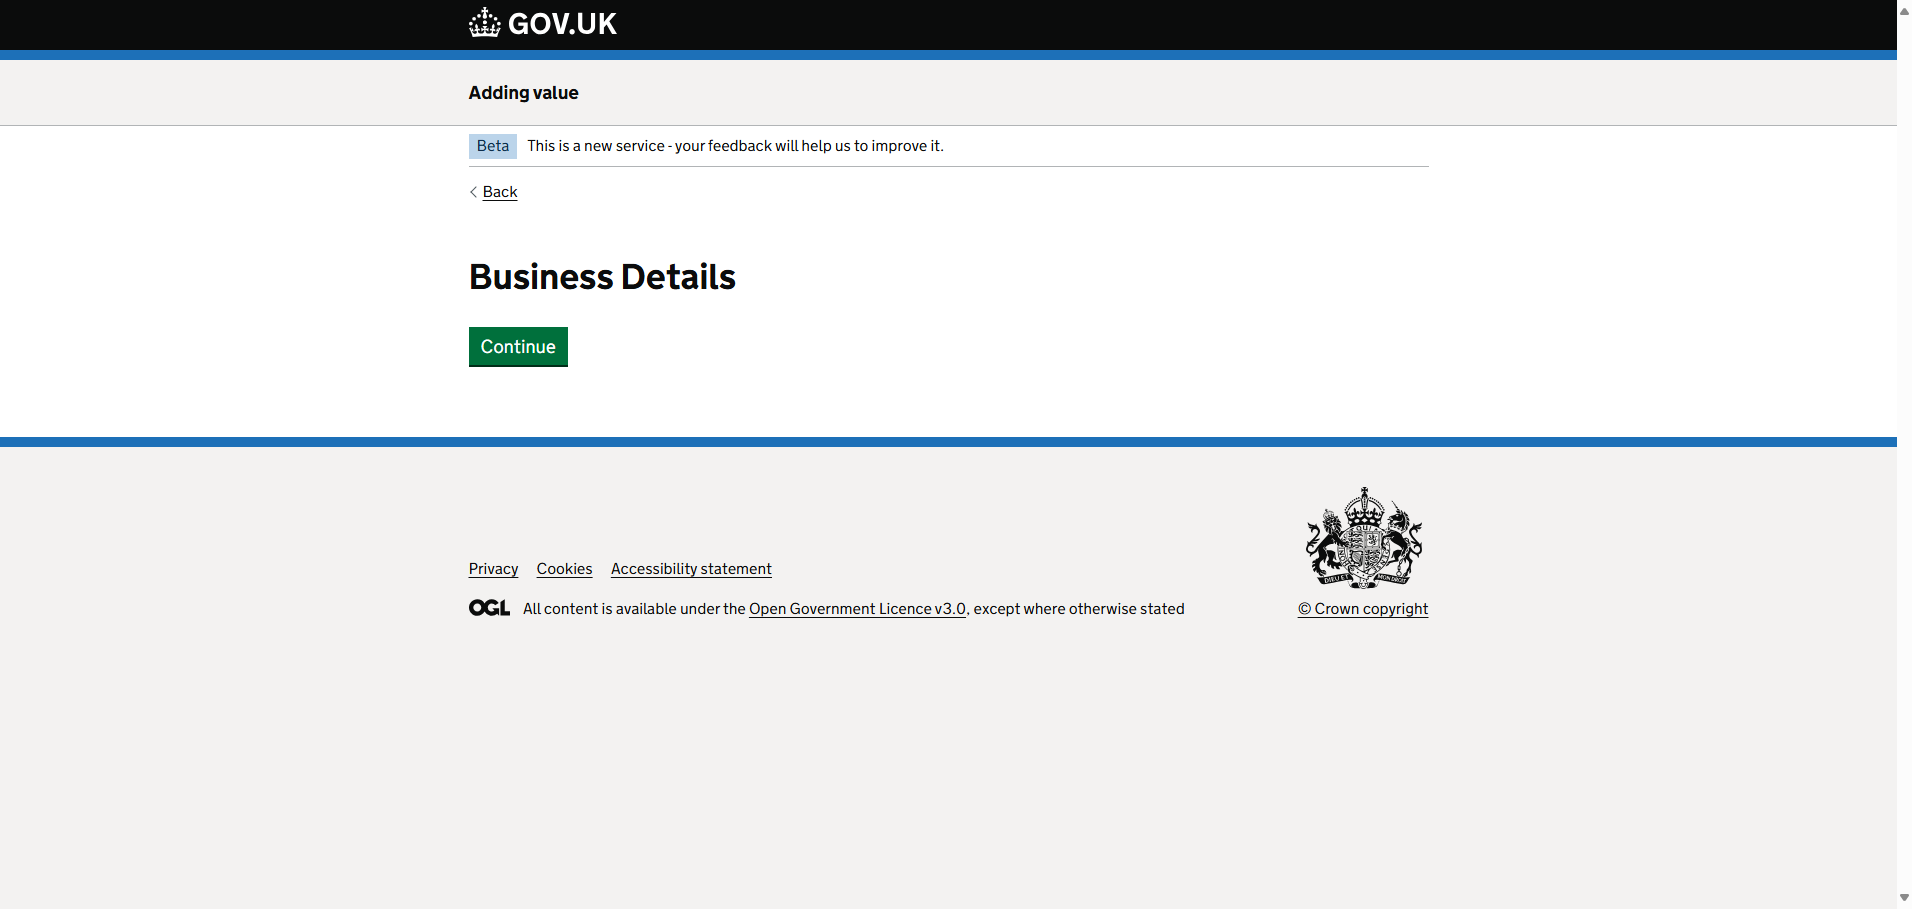 GOV.UK
Adding value
Beta This is a new service - your feedback will help us to improve it.
Back
Business Details
Continue
Privacy Cookies Accessibility statement
OGL All content is available under the Open Government Licence v3.0, except where otherwise stated
© Crown copyright